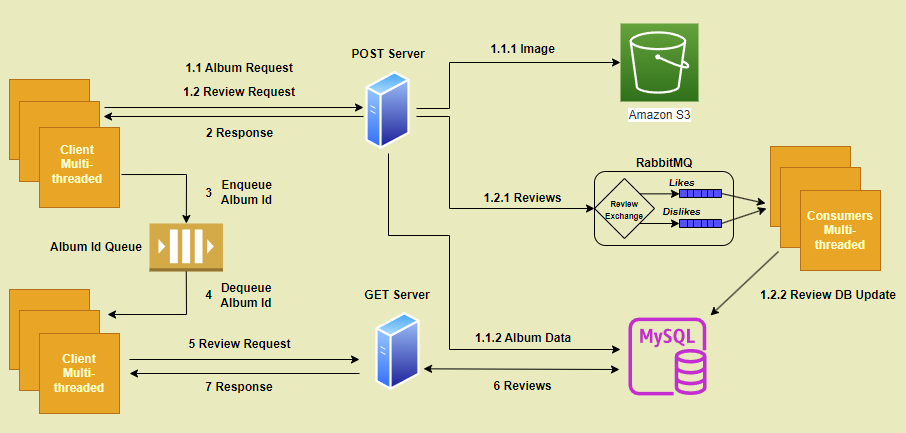 POST Server
1.1.1 Image
Amazon S3
1.1 Album Request
1.2 Review Request
2 Response
Client
Multi-
threaded
3 Enqueue
Album Id
Album Id Queue
4 Dequeue
Album Id
1.2.1 Reviews
RabbitMQ
Review
Exchange
Likes
Dislikes
Consumers
Multi-
threaded
1.2.2 Review DB Update
GET Server
1.1.2 Album Data
MySQL
Client
Multi-
threaded
5 Review Request
7 Response
6 Reviews